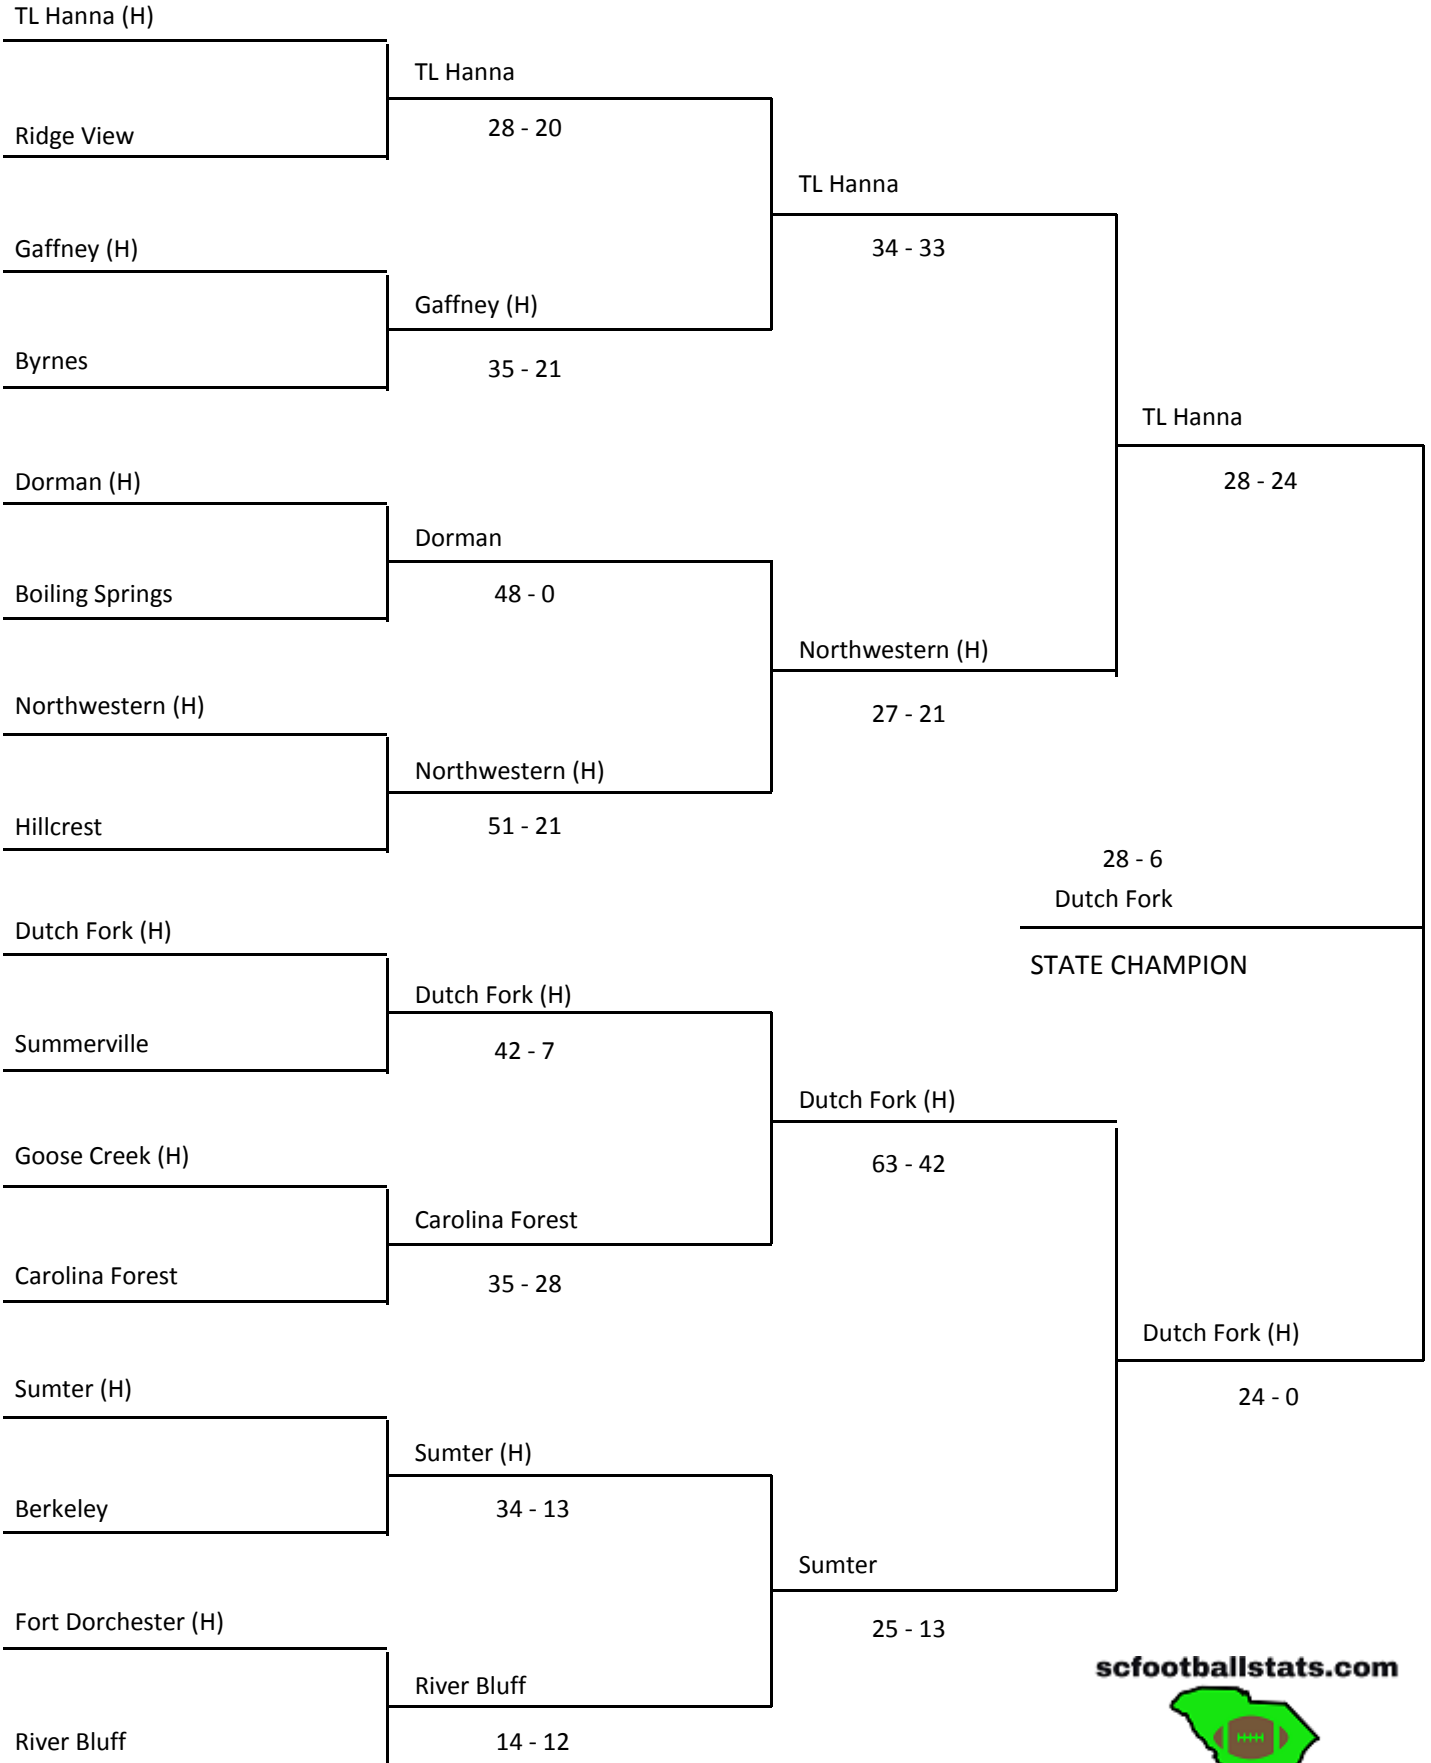 TL Hanna (H)
TL Hanna
28 - 20
Ridge View
TL Hanna
34 - 33
Gaffney (H)
Gaffney (H)
35 - 21
Byrnes
TL Hanna
28 - 24
Dorman (H)
Dorman
48 - 0
Boiling Springs
Northwestern (H)
27 - 21
Northwestern (H)
Northwestern (H)
51 - 21
Hillcrest
28 - 6
Dutch Fork
STATE CHAMPION
Dutch Fork (H)
Dutch Fork (H)
42 - 7
Summerville
Dutch Fork (H)
63 - 42
Goose Creek (H)
Carolina Forest
35 - 28
Carolina Forest
Dutch Fork (H)
24 - 0
Sumter (H)
Sumter (H)
34 - 13
Berkeley
Sumter
25 - 13
Fort Dorchester (H)
River Bluff
14 - 12
River Bluff
scfootballstats.com